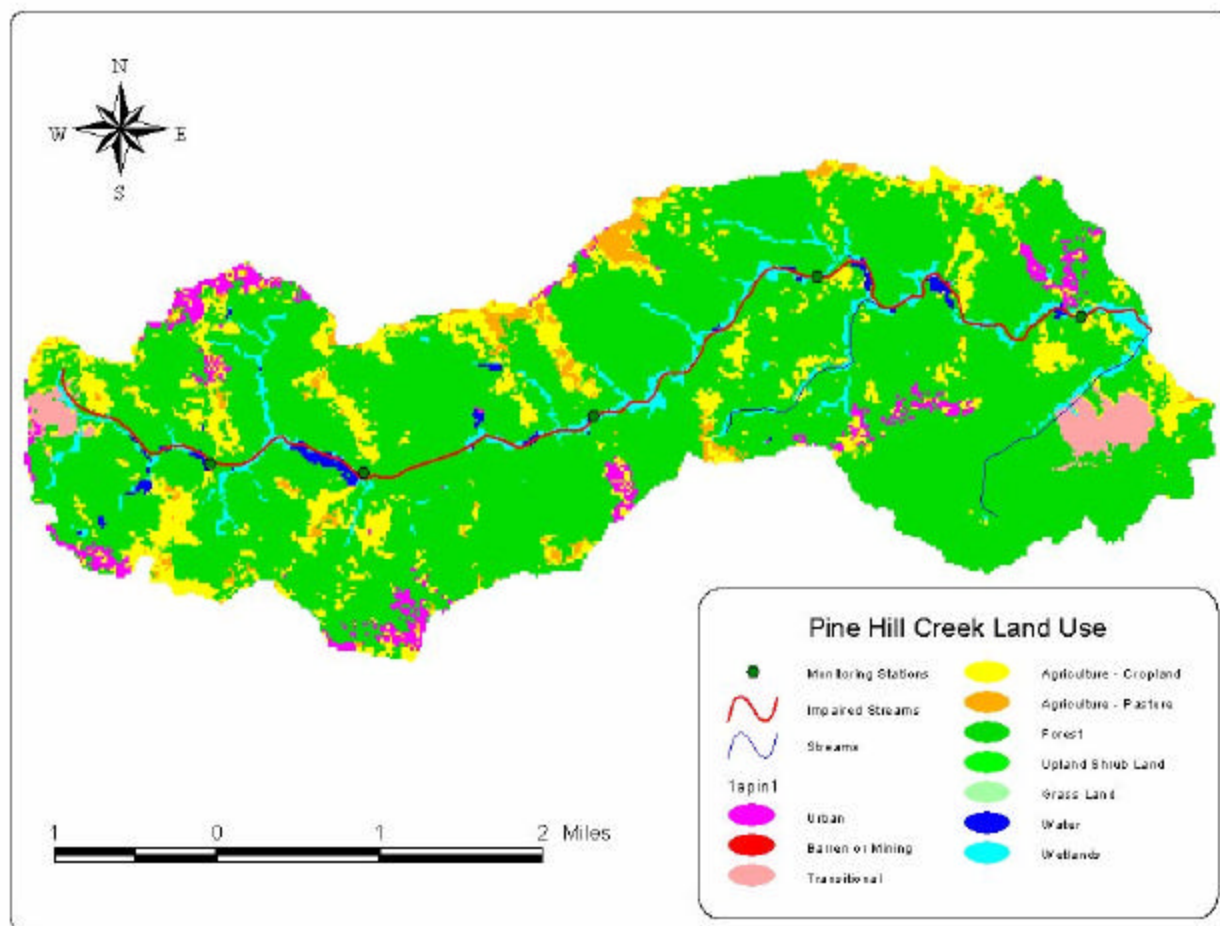 N
W E
S
Pine Hill Creek Land Use
Monitoring Stations
Impaired Streams
Streams
1apin1
Urban
Barren or Mining
Transitional
Agriculture - Cropland
Agriculture - Pasture
Forest
Upland Shrub Land
Grass Land
Water
Wetlands
1 0 1 2 Miles